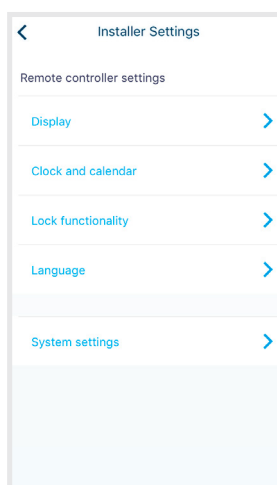 Installer Settings
Remote controller settings
Display
Clock and calendar
Lock functionality
Language
System settings